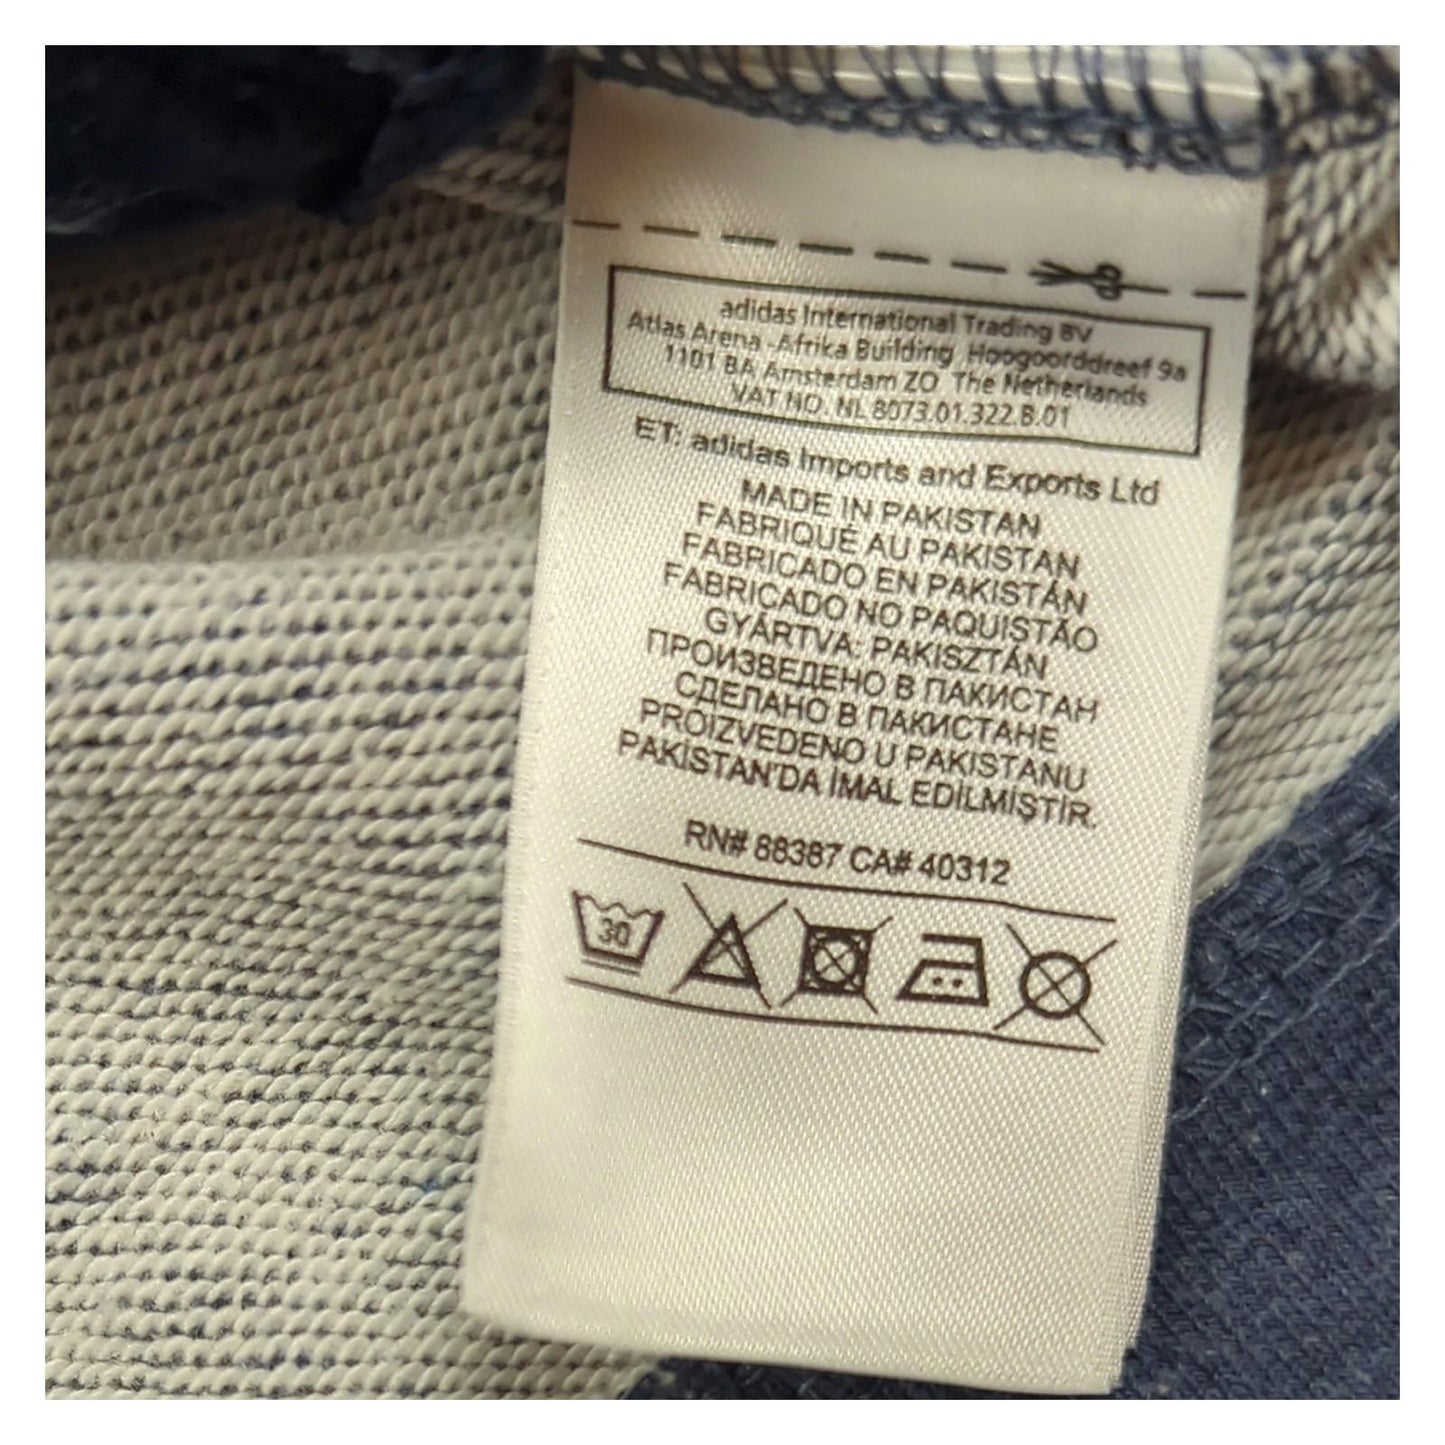 adidas International Trading BV
Atlas Arena -Afrika Building, Hoogoorddreef 9a
1101 BA Amsterdam ZO The Netherlands
VAT NO. NL 8073.01.322.B.01
ET: adidas Imports and Exports Ltd
MADE IN PAKISTAN
FABRIQUÉ AU PAKISTAN
FABRICADO EN PAKISTÁN
FABRICADO NO PAQUISTÃO
GYÁRTVA: PAKISZTÁN
ПРОИЗВЕДЕНО В ПАКИСТАН
СДЕЛАНО В ПАКИСТАНЕ
PROIZVEDENO U PAKISTANU
PAKİSTAN'DA İMAL EDİLMİŞTİR.
RN# 88387 CA# 40312
30